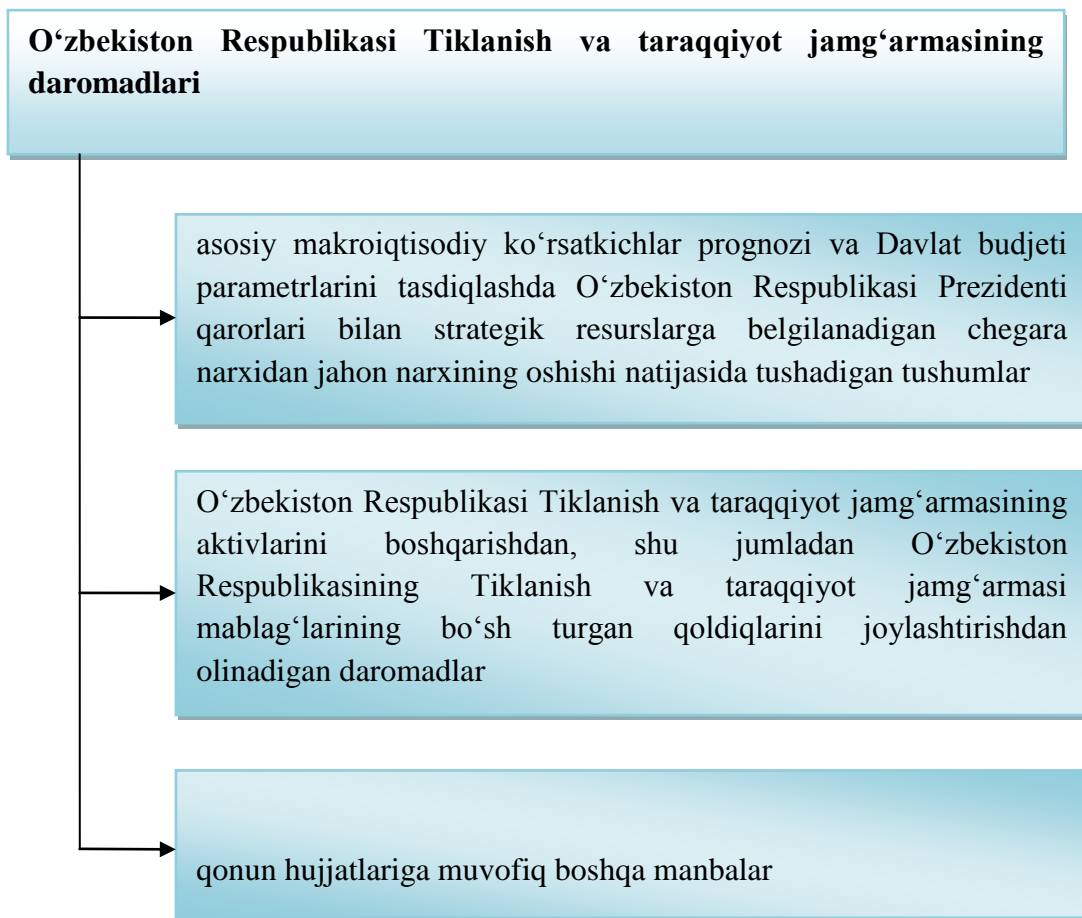 O‘zbekiston Respublikasi Tiklanish va taraqqiyot jamg‘armasining
daromadlari
asosiy makroiqtisodiy ko‘rsatkichlar prognozi va Davlat budjeti
parametrlarini tasdiqlashda O‘zbekiston Respublikasi Prezidenti
qarorlari bilan strategik resurslarga belgilanadigan chegara
narxidan jahon narxining oshishi natijasida tushadigan tushumlar
O‘zbekiston Respublikasi Tiklanish va taraqqiyot jamg‘armasining
aktivlarini boshqarishdan, shu jumladan O‘zbekiston
Respublikasining Tiklanish va taraqqiyot jamg‘armasi
mablag‘larining bo‘sh turgan qoldiqlarini joylashtirishdan
olinadigan daromadlar
qonun hujjatlariga muvofiq boshqa manbalar